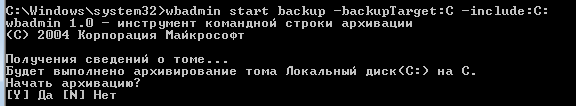 C:\Windows\system32>wbadmin start backup -backupTarget:C -include:C:
wbadmin 1.0 - инструмент командной строки архивации
(C) 2004 Корпорация Майкрософт
Получения сведений о томе...
Будет выполнено архивирование тома Локальный диск(C:) на C.
Начать архивацию?
[Y] Да [N] Нет